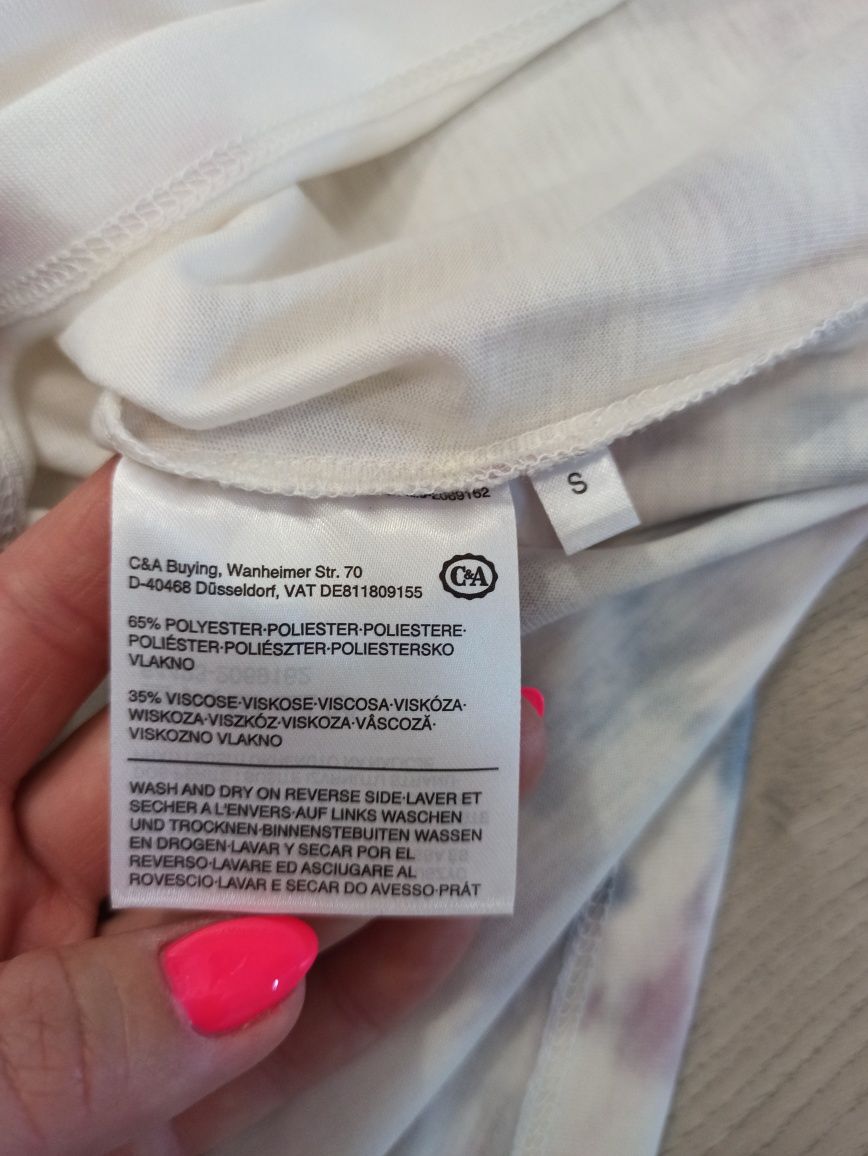 S
C&A Buying, Wanheimer Str. 70
D-40468 Düsseldorf, VAT DE811809155
C&A
65% POLYESTER·POLIESTER·POLIESTERE·
POLIÉSTER·POLIÉSZTER·POLIESTERSKO
VLAKNO
35% VISCOSE·VISKOSE·VISCOSA·VISKÓZA·
WISKOZA·VISZKÓZ·VISKOZA·VÂSCOZĂ·
VISKOZNO VLAKNO
WASH AND DRY ON REVERSE SIDE·LAVER ET
SECHER A L'ENVERS·AUF LINKS WASCHEN
UND TROCKNEN·BINNENSTEBUITEN WASSEN
EN DROGEN·LAVAR Y SECAR POR EL
REVERSO·LAVARE ED ASCIUGARE AL
ROVESCIO·LAVAR E SECAR DO AVESSO·PRÁT